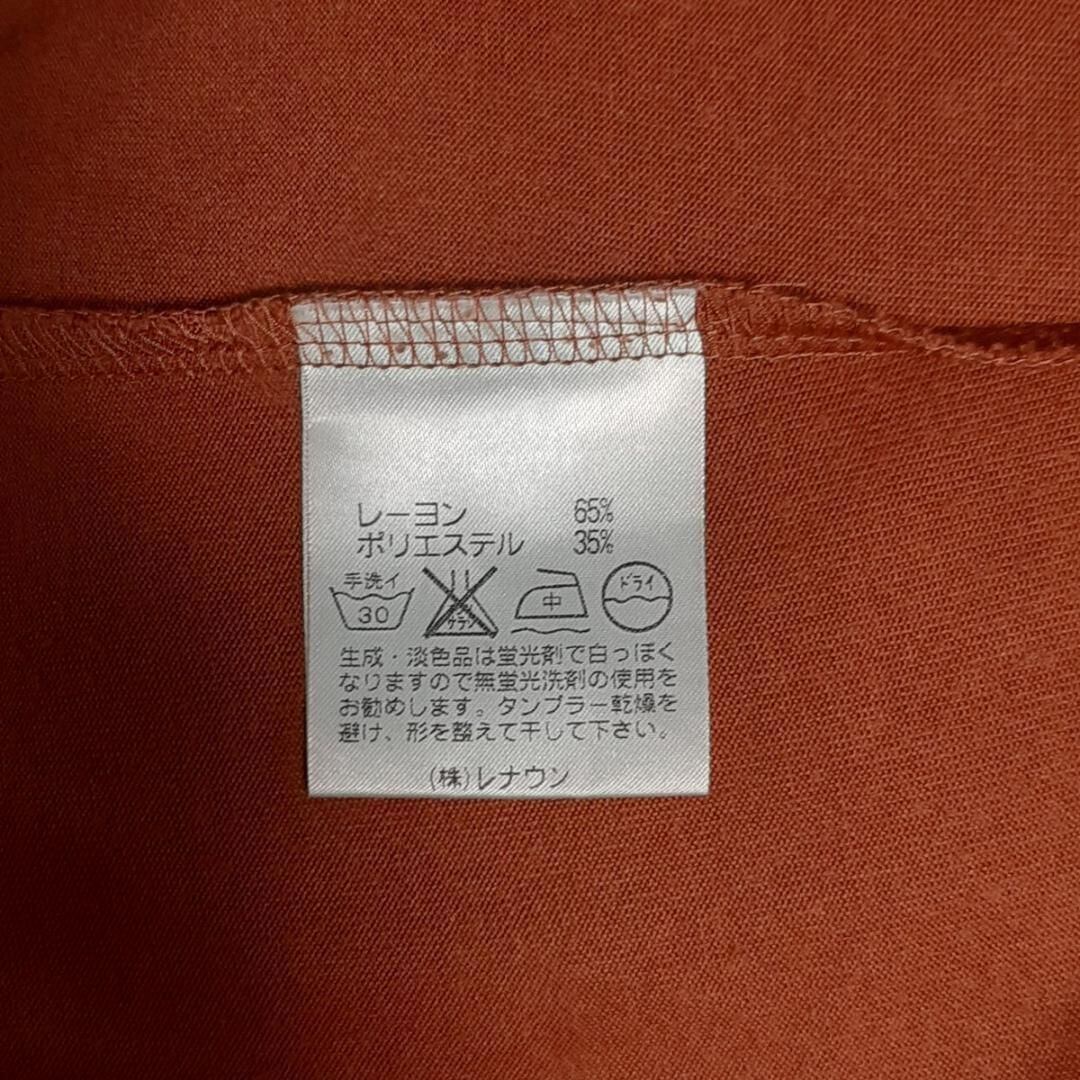 レーヨン 65%
ポリエステル 35%
手洗イ 30 中 ドライ
生成・淡色品は蛍光剤で白っぽく
なりますので無蛍光洗剤の使用を
お勧めします。タンブラー乾燥を
避け、形を整えて干して下さい。
(株)レナウン